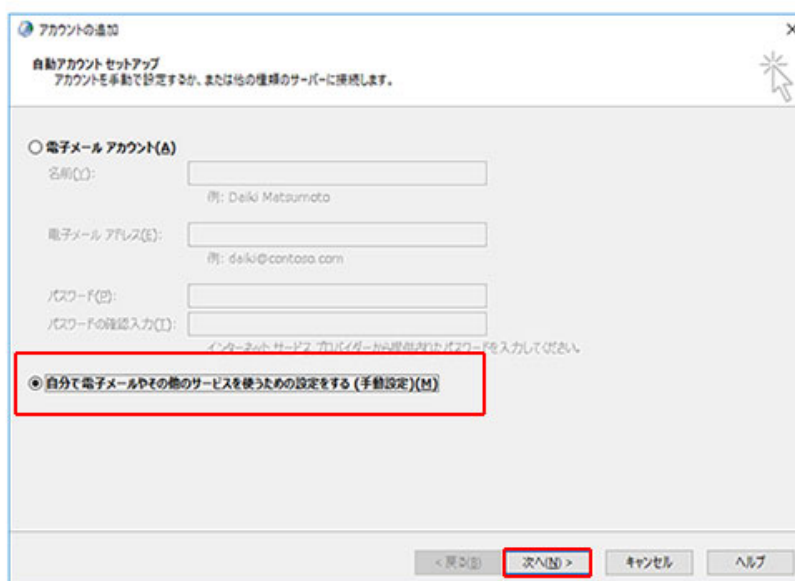 アカウントの追加
自動アカウント セットアップ
アカウントを手動で設定するか、または他の種類のサーバーに接続します。
電子メール アカウント(A)
名前(Y):
例: Daiki Matsumoto
電子メール アドレス(E):
例: daiki@contoso.com
パスワード(P):
パスワードの確認入力(T):
インターネット サービス プロバイダーから提供されたパスワードを入力してください。
自分で電子メールやその他のサービスを使うための設定をする (手動設定)(M)
< 戻る(B) 次へ(N) > キャンセル ヘルプ